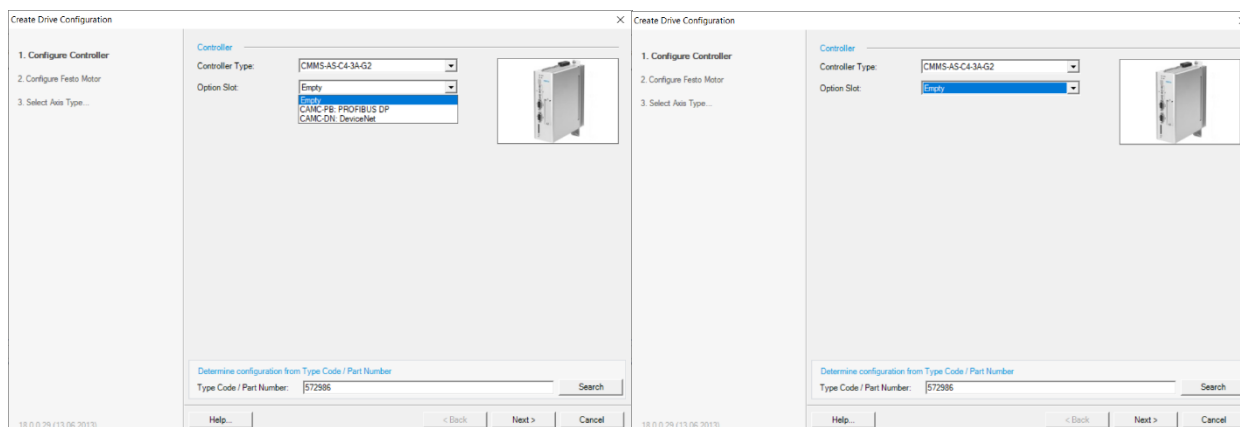 Create Drive Configuration
1. Configure Controller
2. Configure Festo Motor
3. Select Axis Type...
Controller
Controller Type: CMMS-AS-C4-3A-G2
Option Slot: Empty
Empty
CAMC-PB: PROFIBUS DP
CAMC-DN: DeviceNet
Determine configuration from Type Code / Part Number
Type Code / Part Number: 572986 Search
18.0.0.29 (13.06.2013) Help... < Back Next > Cancel
Create Drive Configuration
1. Configure Controller
2. Configure Festo Motor
3. Select Axis Type...
Controller
Controller Type: CMMS-AS-C4-3A-G2
Option Slot: Empty
Determine configuration from Type Code / Part Number
Type Code / Part Number: 572986 Search
18.0.0.29 (13.06.2013) Help... < Back Next > Cancel